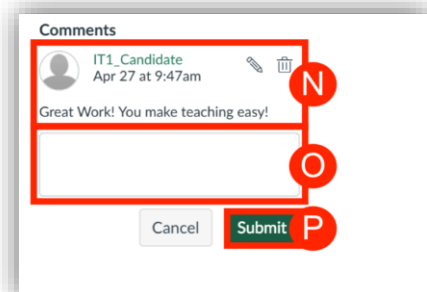 Comments
IT1_Candidate
Apr 27 at 9:47am
N
Great Work! You make teaching easy!
O
Cancel
Submit
P